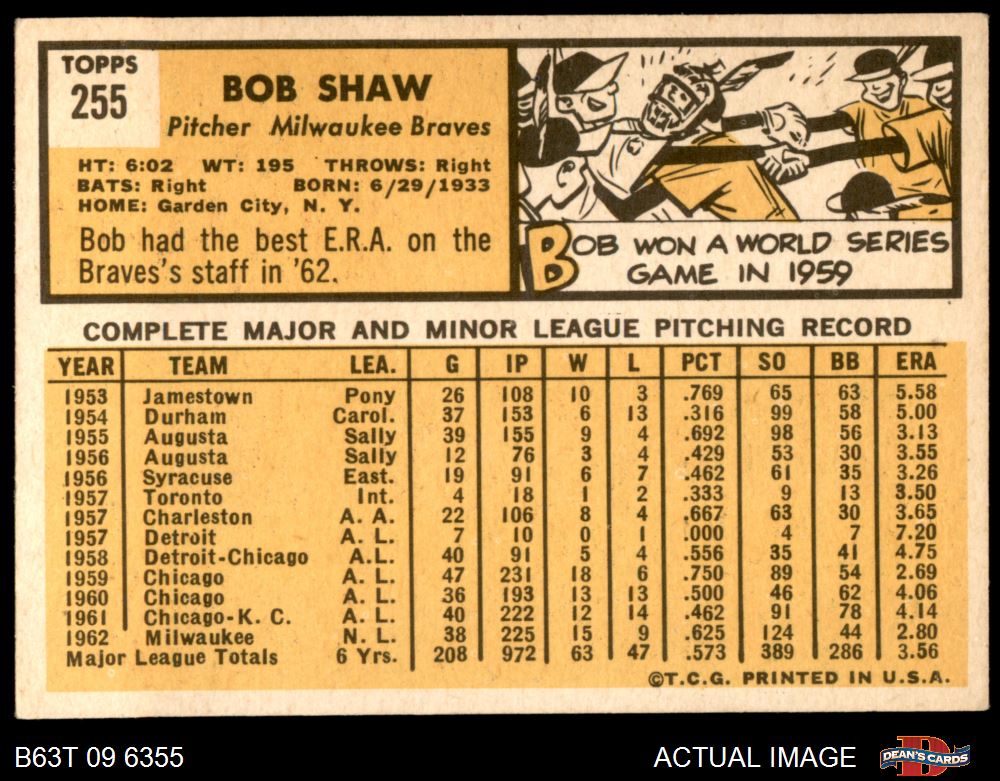 TOPPS
255
BOB SHAW
Pitcher Milwaukee Braves
HT: 6:02 WT: 195 THROWS: Right
BATS: Right BORN: 6/29/1933
HOME: Garden City, N. Y.
Bob had the best E.R.A. on the
Braves's staff in '62.
BOB WON A WORLD SERIES
GAME IN 1959
COMPLETE MAJOR AND MINOR LEAGUE PITCHING RECORD
YEAR TEAM LEA. G IP W L PCT SO BB ERA
1953 Jamestown Pony 26 108 10 3 .769 65 63 5.58
1954 Durham Carol. 37 153 6 13 .316 99 58 5.00
1955 Augusta Sally 39 155 9 4 .692 98 56 3.13
1956 Augusta Sally 12 76 3 4 .429 53 30 3.55
1956 Syracuse East. 19 91 6 7 .462 61 35 3.26
1957 Toronto Int. 4 18 1 2 .333 9 13 3.50
1957 Charleston A. A. 22 106 8 4 .667 63 30 3.65
1957 Detroit A. L. 7 10 0 1 .000 4 7 7.20
1958 Detroit-Chicago A.L. 40 91 5 4 .556 35 41 4.75
1959 Chicago A. L. 47 231 18 6 .750 89 54 2.69
1960 Chicago A. L. 36 193 13 13 .500 46 62 4.06
1961 Chicago-K. C. A. L. 40 222 12 14 .462 91 78 4.14
1962 Milwaukee N. L. 38 225 15 9 .625 124 44 2.80
Major League Totals 6 Yrs. 208 972 63 47 .573 389 286 3.56
©T.C.G. PRINTED IN U.S.A.
B63T 09 6355
ACTUAL IMAGE
DEAN'S CARDS